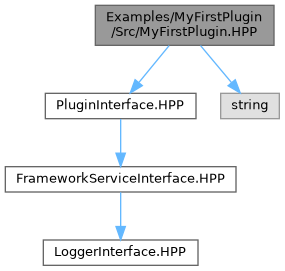 Examples/MyFirstPlugin
/Src/MyFirstPlugin.HPP
PluginInterface.HPP
string
FrameworkServiceInterface.HPP
LoggerInterface.HPP